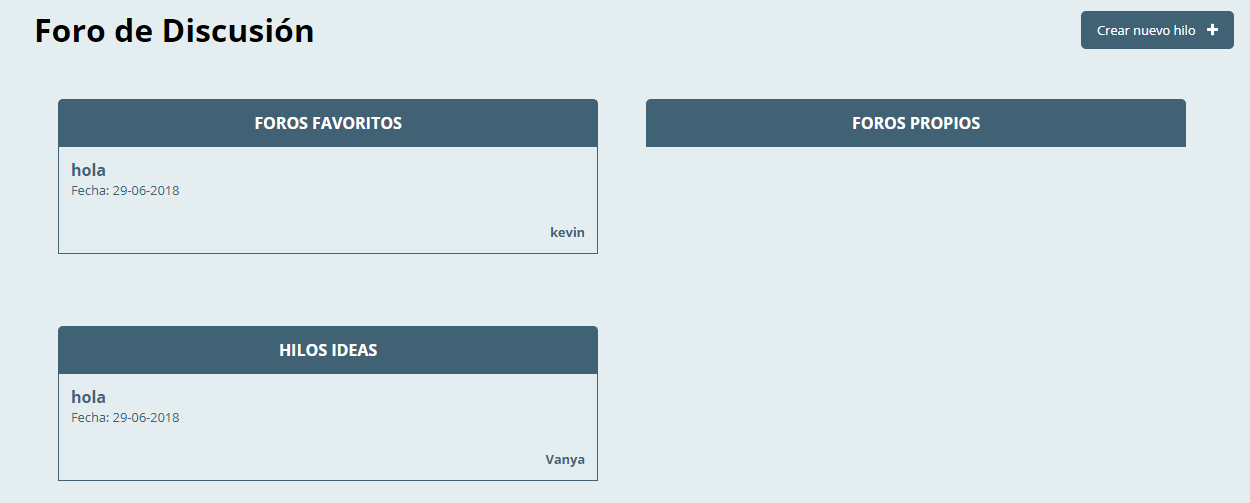 Foro de Discusión
Crear nuevo hilo
FOROS FAVORITOS
hola
Fecha: 29-06-2018
kevin
FOROS PROPIOS
HILOS IDEAS
hola
Fecha: 29-06-2018
Vanya